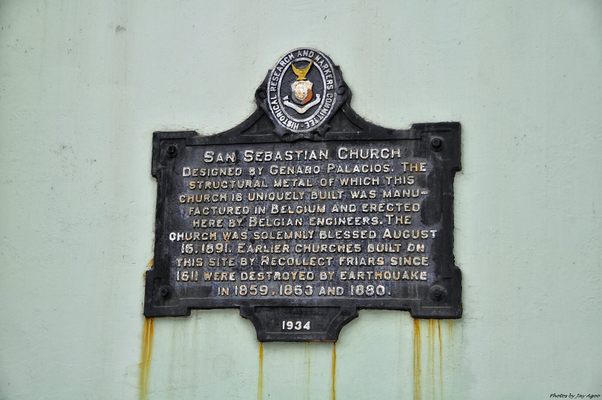 HISTORICAL RESEARCH AND MARKERS COMMITTEE
SAN SEBASTIAN CHURCH
DESIGNED BY GENARO PALACIOS. THE
STRUCTURAL METAL OF WHICH THIS
CHURCH IS UNIQUELY BUILT WAS MANU-
FACTURED IN BELGIUM AND ERECTED
HERE BY BELGIAN ENGINEERS. THE
CHURCH WAS SOLEMNLY BLESSED AUGUST
16, 1891. EARLIER CHURCHES BUILT ON
THIS SITE BY RECOLLECT FRIARS SINCE
1611 WERE DESTROYED BY EARTHQUAKE
IN 1859, 1863 AND 1880.
1934
Photos by Jay Agoo